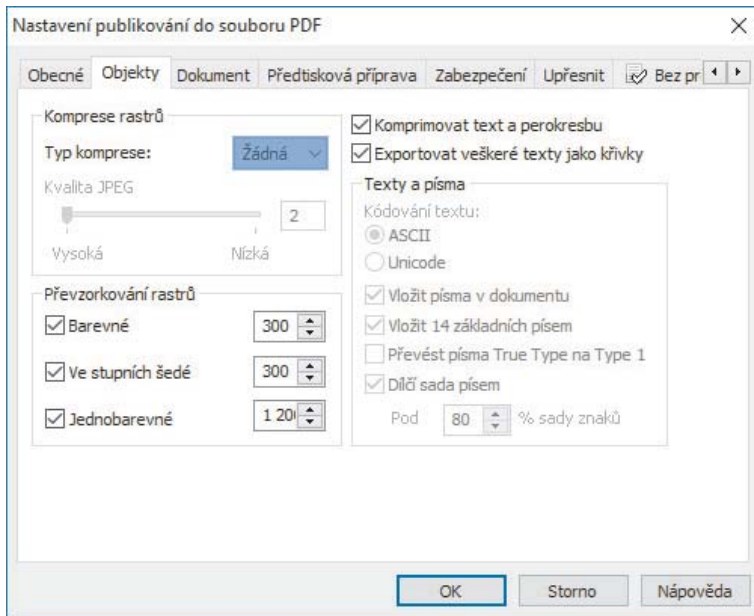 Nastavení publikování do souboru PDF
Obecné Objekty Dokument Předtisková příprava Zabezpečení Upřesnit Bez pr
Komprese rastrů
Typ komprese: Žádná
Kvalita JPEG
2
Vysoká Nízká
Převzorkování rastrů
Barevné 300
Ve stupních šedé 300
Jednobarevné 1 20
Komprimovat text a perokresbu
Exportovat veškeré texty jako křivky
Texty a písma
Kódování textu:
ASCII
Unicode
Vložit písma v dokumentu
Vložit 14 základních písem
Převést písma True Type na Type 1
Dílčí sada písem
Pod 80 % sady znaků
OK Storno Nápověda